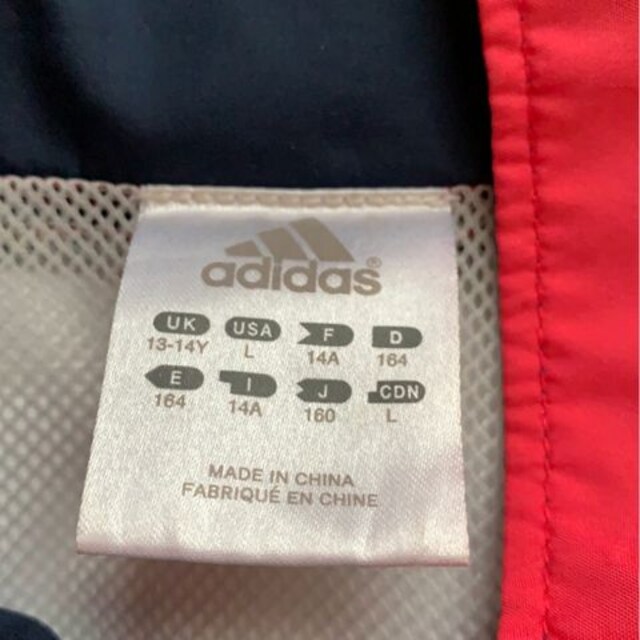 adidas®
UK USA F D
13-14Y L 14A 164
E I J CDN
164 14A 160 L
MADE IN CHINA
FABRIQUÉ EN CHINE